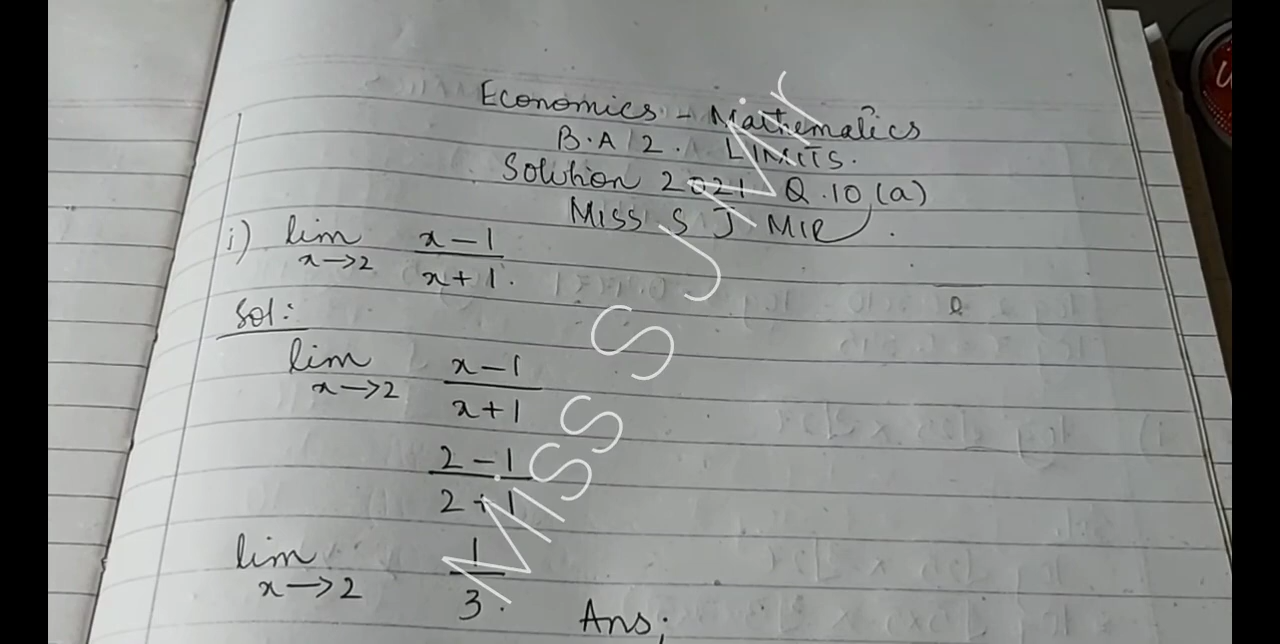 Economics - Mathematics
B.A 2. LIMITS.
Solution 2021 Q.10 (a)
Miss S J MIR.
i) lim x→2 x-1/x+1.
Sol:
lim x→2 x-1/x+1
2-1/2+1
lim x→2 1/3.
Ans;
Miss S J Mir